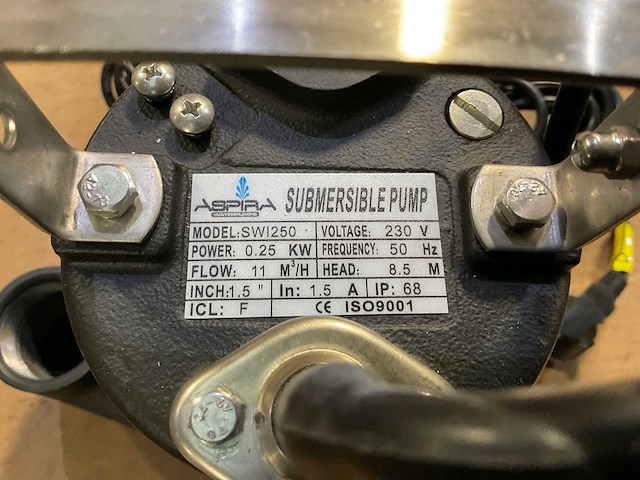 ASPIRA SUBMERSIBLE PUMP
MODEL: SWI250 VOLTAGE: 230 V
POWER: 0.25 KW FREQUENCY: 50 Hz
FLOW: 11 M³/H HEAD: 8.5 M
INCH: 1.5 " In: 1.5 A IP: 68
ICL: F CE ISO9001